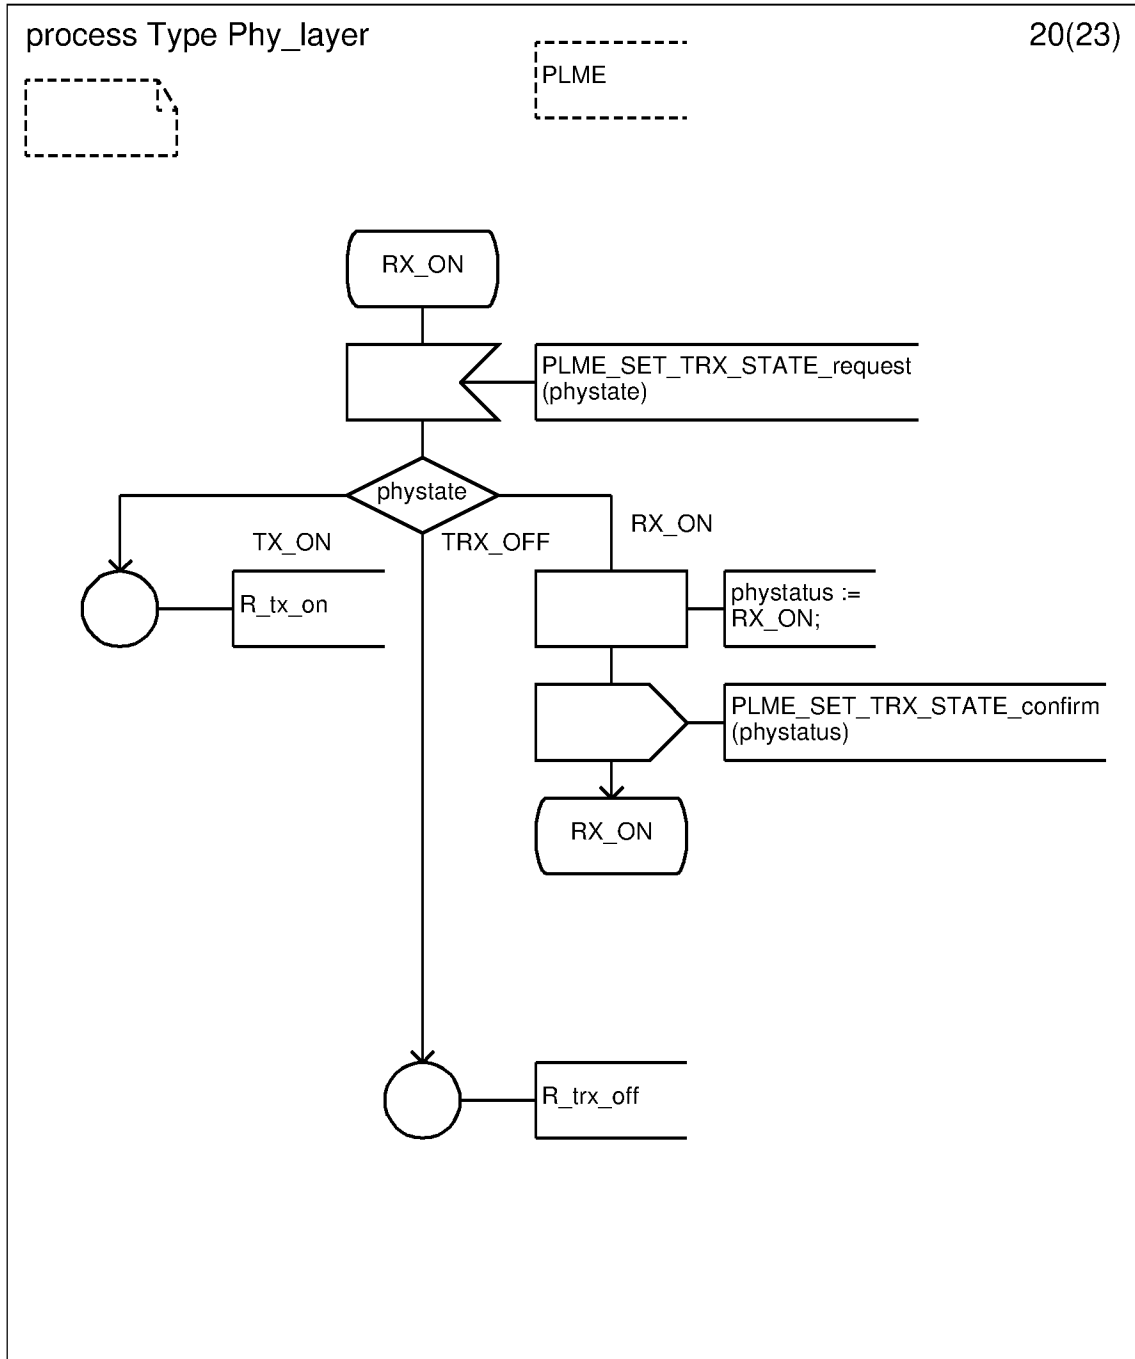 process Type Phy_layer
20(23)
PLME
RX_ON
PLME_SET_TRX_STATE_request
(phystate)
phystate
RX_ON
TX_ON
TRX_OFF
R_tx_on
phystatus :=
RX_ON;
PLME_SET_TRX_STATE_confirm
(phystatus)
RX_ON
R_trx_off